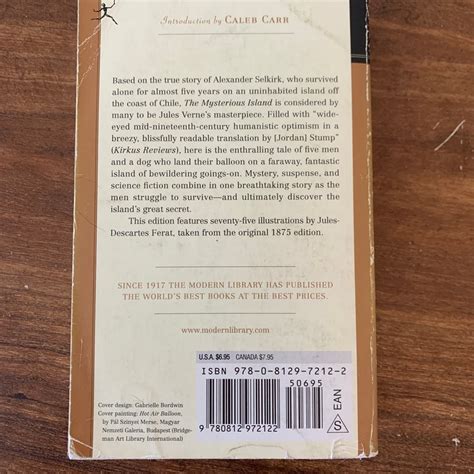 Introduction by CALEB CARR
Based on the true story of Alexander Selkirk, who survived
alone for almost five years on an uninhabited island off
the coast of Chile, The Mysterious Island is considered by
many to be Jules Verne's masterpiece. Filled with "wide-
eyed mid-nineteenth-century humanistic optimism in a
breezy, blissfully readable translation by [Jordan] Stump"
(Kirkus Reviews), here is the enthralling tale of five men
and a dog who land their balloon on a faraway, fantastic
island of bewildering goings-on. Mystery, suspense, and
science fiction combine in one breathtaking story as the
men struggle to survive—and ultimately discover the
island's great secret.
This edition features seventy-five illustrations by Jules-
Descartes Ferat, taken from the original 1875 edition.
SINCE 1917 THE MODERN LIBRARY HAS PUBLISHED
THE WORLD'S BEST BOOKS AT THE BEST PRICES.
www.modernlibrary.com
U.S.A. $6.95 CANADA $7.95
ISBN 978-0-8129-7212-2
50695
9 780812 972122
S
EAN
Cover design: Gabrielle Bordwin
Cover painting: Hot Air Balloon,
by Pál Szinyei Merse, Magyar
Nemzeti Galeria, Budapest (Bridge-
man Art Library International)